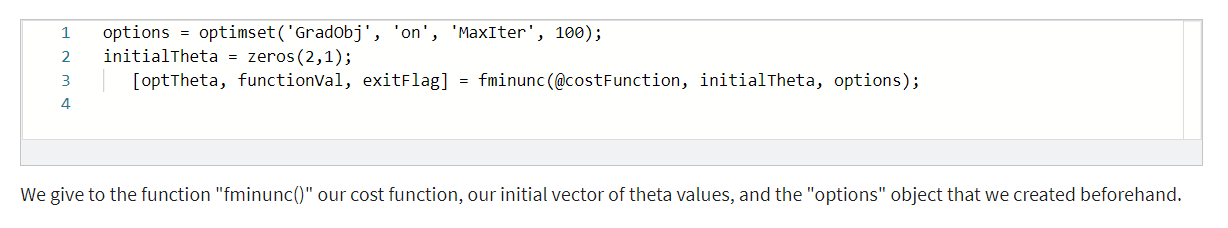 1 options = optimset('GradObj', 'on', 'MaxIter', 100);
2 initialTheta = zeros(2,1);
3 [optTheta, functionVal, exitFlag] = fminunc(@costFunction, initialTheta, options);
4
We give to the function "fminunc()" our cost function, our initial vector of theta values, and the "options" object that we created beforehand.